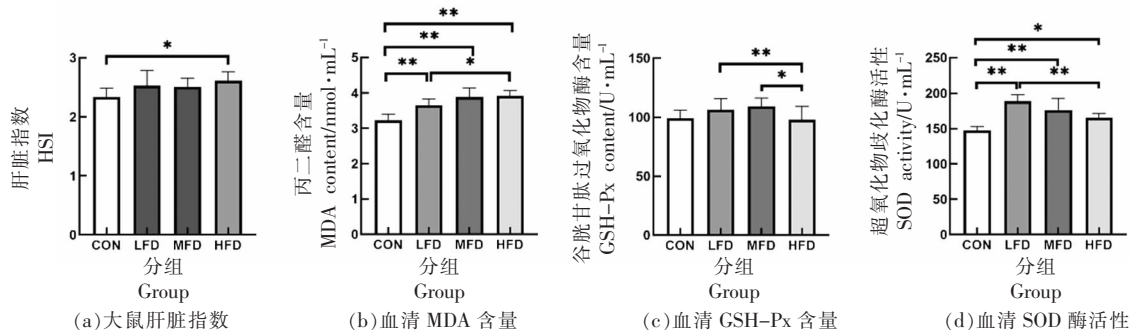 肝脏指数
HSI
*
3
2
1
0
CON LFD MFD HFD
分组
Group
(a)大鼠肝脏指数
丙二醛含量
MDA content/nmol·mL⁻¹
**
**
** *
5
4
3
2
1
0
CON LFD MFD HFD
分组
Group
(b)血清 MDA 含量
谷胱甘肽过氧化物酶含量
GSH-Px content/U·mL⁻¹
**
*
150
100
50
0
CON LFD MFD HFD
分组
Group
(c)血清 GSH-Px 含量
超氧化物歧化酶活性
SOD activity/U·mL⁻¹
*
**
** **
250
200
150
100
50
0
CON LFD MFD HFD
分组
Group
(d)血清 SOD 酶活性